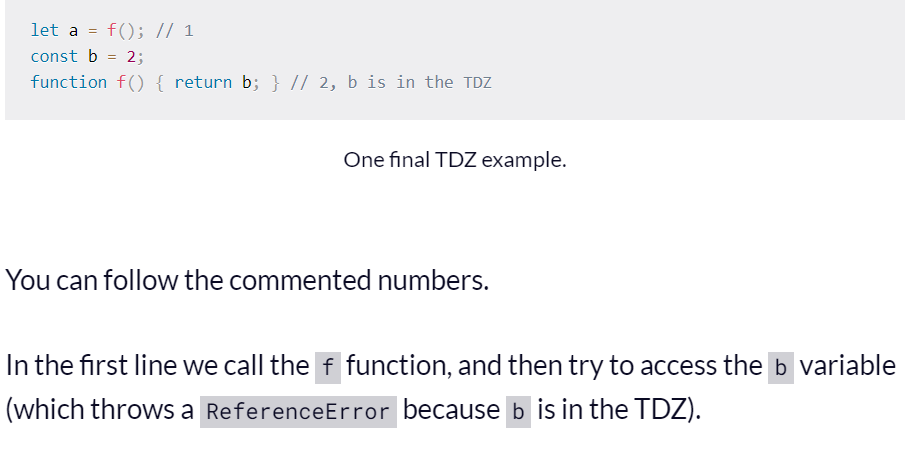 let a = f(); // 1
const b = 2;
function f() { return b; } // 2, b is in the TDZ
One final TDZ example.
You can follow the commented numbers.
In the first line we call the f function, and then try to access the b variable
(which throws a ReferenceError because b is in the TDZ).